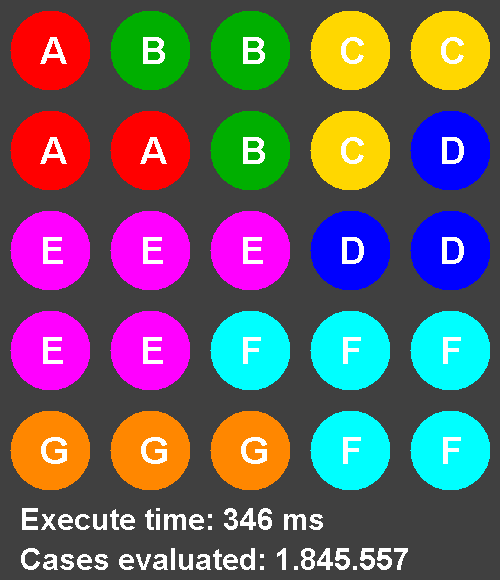 A B B C C
A A B C D
E E E D D
E E F F F
G G G F F
Execute time: 346 ms
Cases evaluated: 1.845.557